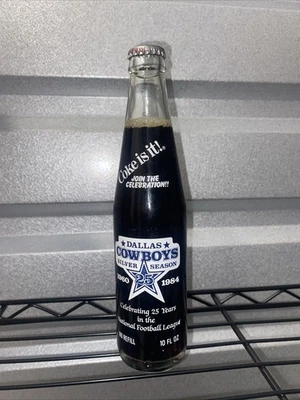 Coke is it!®
JOIN THE
CELEBRATION!!
DALLAS
COWBOYS
SILVER SEASON
25
1960 1984
Celebrating 25 Years
in the
National Football League
REFILL 10 FL OZ